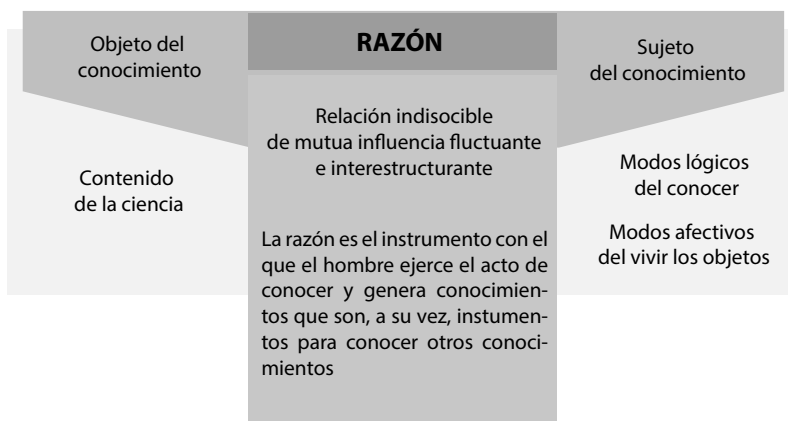 Objeto del
conocimiento
Contenido
de la ciencia
RAZÓN
Relación indisocible
de mutua influencia fluctuante
e interestructurante
La razón es el instrumento con el
que el hombre ejerce el acto de
conocer y genera conocimien-
tos que son, a su vez, instumen-
tos para conocer otros conoci-
mientos
Sujeto
del conocimiento
Modos lógicos
del conocer
Modos afectivos
del vivir los objetos